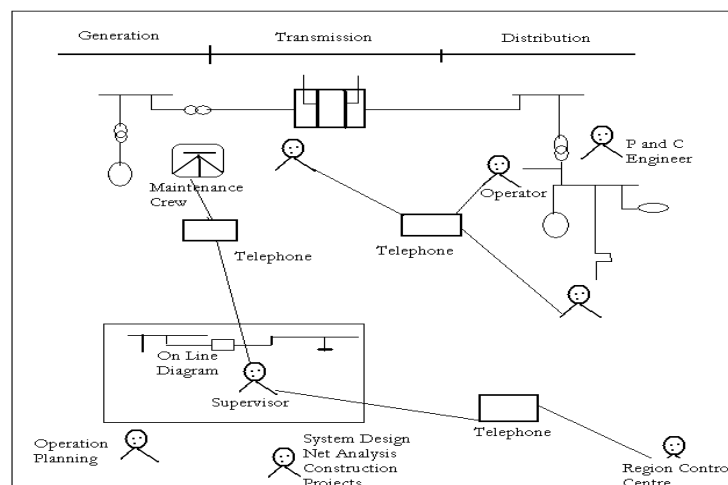 Generation
Transmission
Distribution
P and C
Engineer
Maintenance
Crew
Operator
Telephone
Telephone
On Line
Diagram
Supervisor
Telephone
Operation
Planning
System Design
Net Analysis
Construction
Projects
Region Contro
Centre